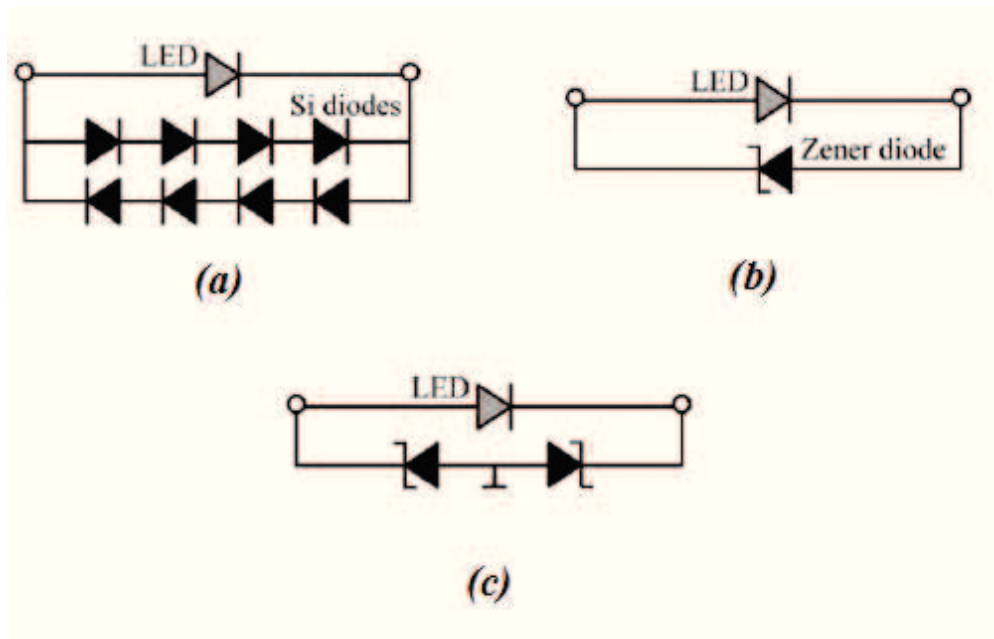 LED
Si diodes
(a)
LED
Zener diode
(b)
LED
(c)